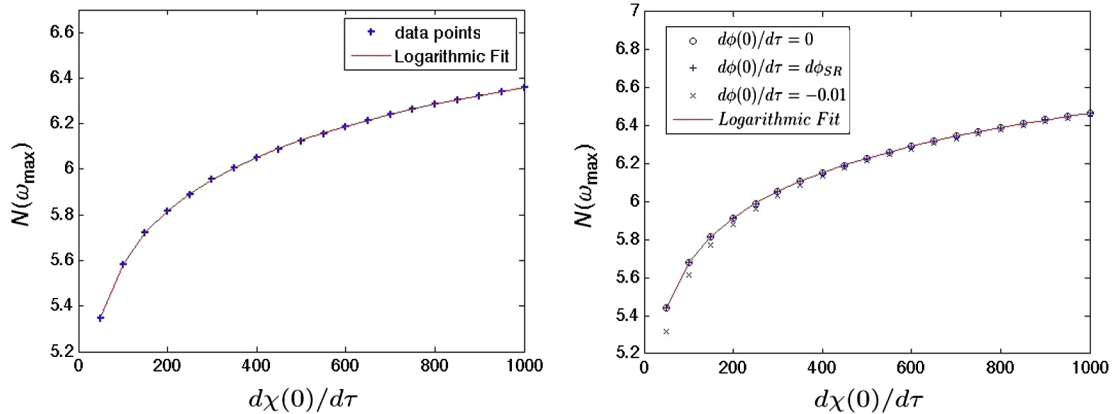 6.6
6.4
6.2
6
5.8
5.6
5.4
5.2
N(ω_max)
data points
Logarithmic Fit
0 200 400 600 800 1000
dχ(0)/dτ
7
6.8
6.6
6.4
6.2
6
5.8
5.6
5.4
5.2
N(ω_max)
dϕ(0)/dτ = 0
dϕ(0)/dτ = dϕ_SR
dϕ(0)/dτ = −0.01
Logarithmic Fit
0 200 400 600 800 1000
dχ(0)/dτ